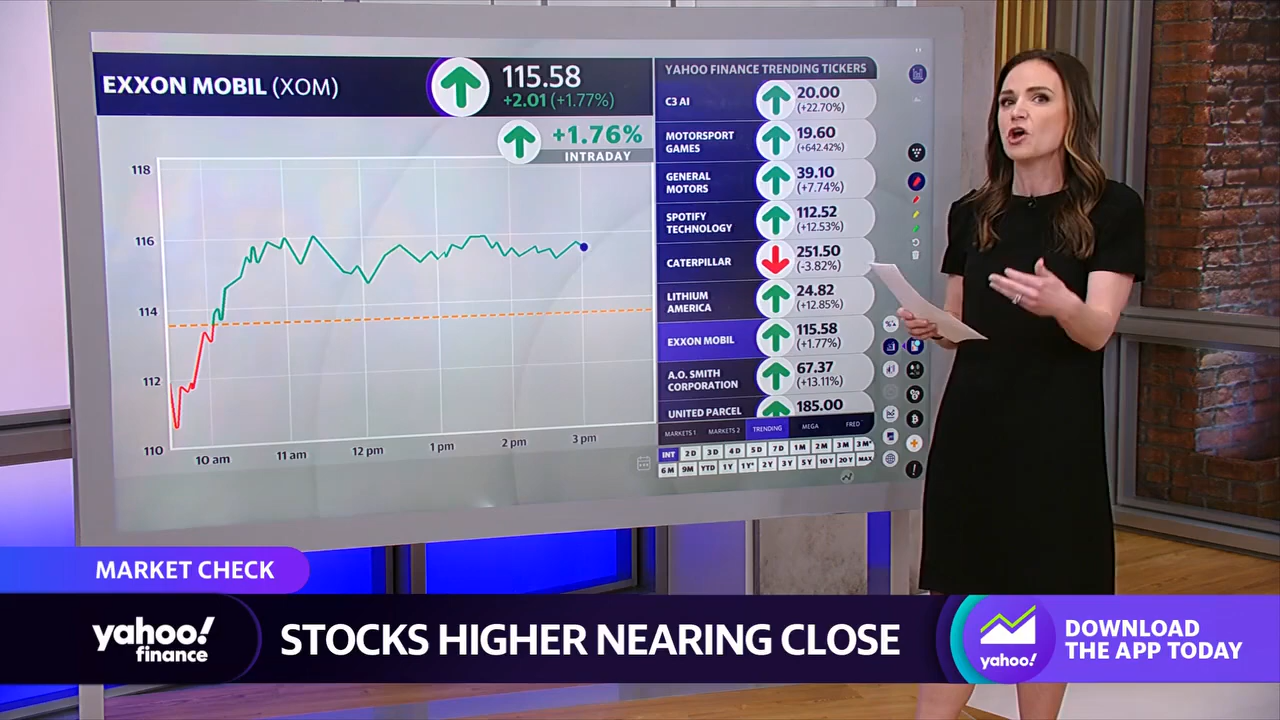 EXXON MOBIL (XOM)
115.58
+2.01 (+1.77%)
+1.76%
INTRADAY
118
116
114
112
110
10 am
11 am
12 pm
1 pm
2 pm
3 pm
YAHOO FINANCE TRENDING TICKERS
C3 AI
20.00
(+22.70%)
MOTORSPORT
GAMES
19.60
(+642.42%)
GENERAL
MOTORS
39.10
(+7.74%)
SPOTIFY
TECHNOLOGY
112.52
(+12.53%)
CATERPILLAR
251.50
(-3.82%)
LITHIUM
AMERICA
24.82
(+12.85%)
EXXON MOBIL
115.58
(+1.77%)
A.O. SMITH
CORPORATION
67.37
(+13.11%)
UNITED PARCEL
185.00
MARKETS 1 MARKETS 2 TRENDING MEGA FRED
INT 2D 3D 4D 5D 7D 1M 2M 3M 3M*
6M 9M YTD 1Y 1Y* 2Y 3Y 5Y 10Y 20Y MAX
MARKET CHECK
yahoo!
finance
STOCKS HIGHER NEARING CLOSE
yahoo!
DOWNLOAD
THE APP TODAY